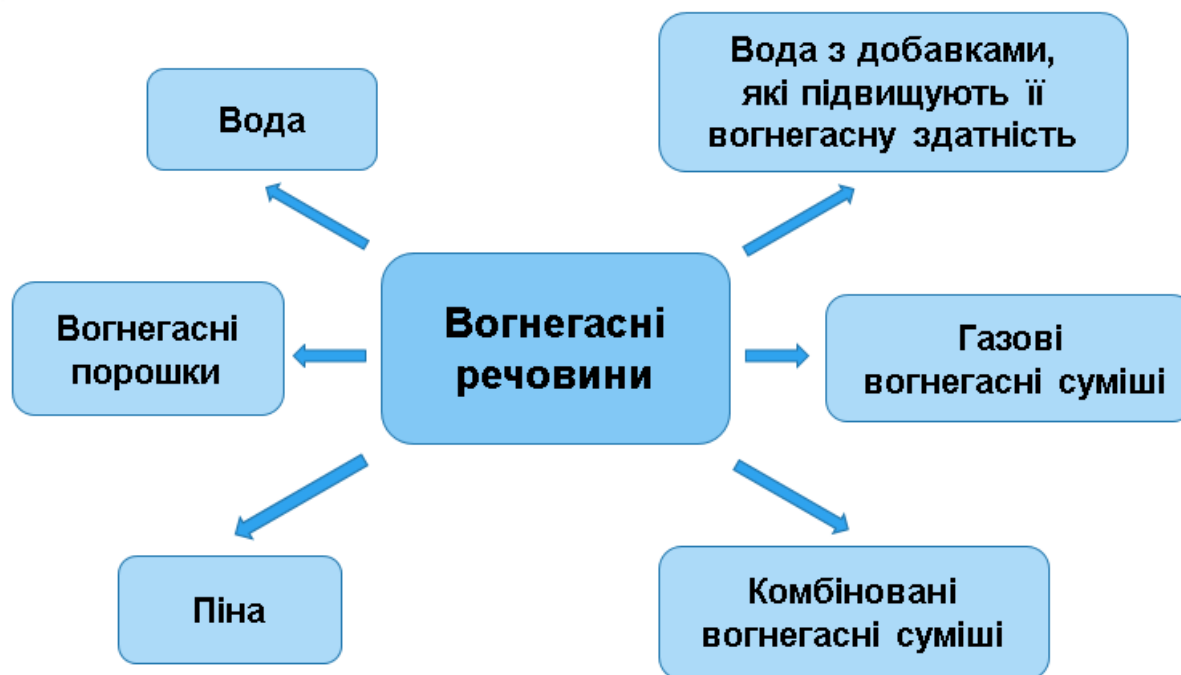 Вода
Вода з добавками,
які підвищують її
вогнегасну здатність
Вогнегасні
порошки
Вогнегасні
речовини
Газові
вогнегасні суміші
Піна
Комбіновані
вогнегасні суміші